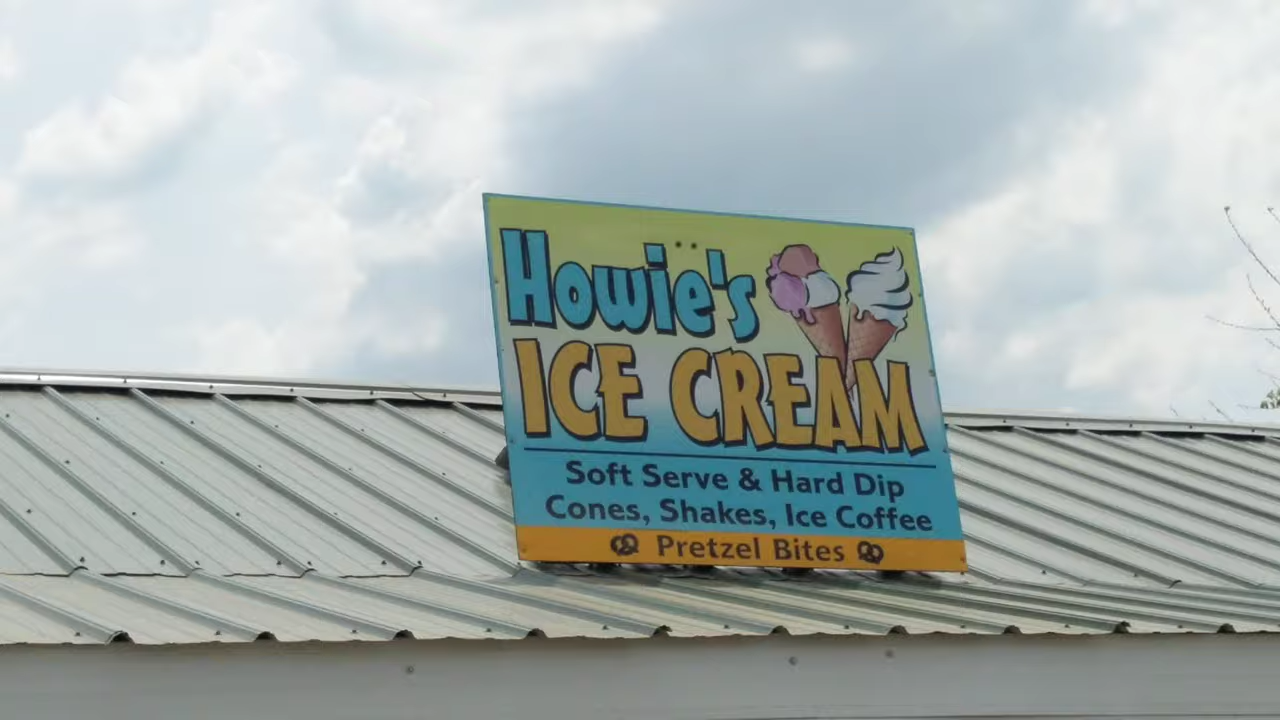 Howie's
ICE CREAM
Soft Serve & Hard Dip
Cones, Shakes, Ice Coffee
Pretzel Bites